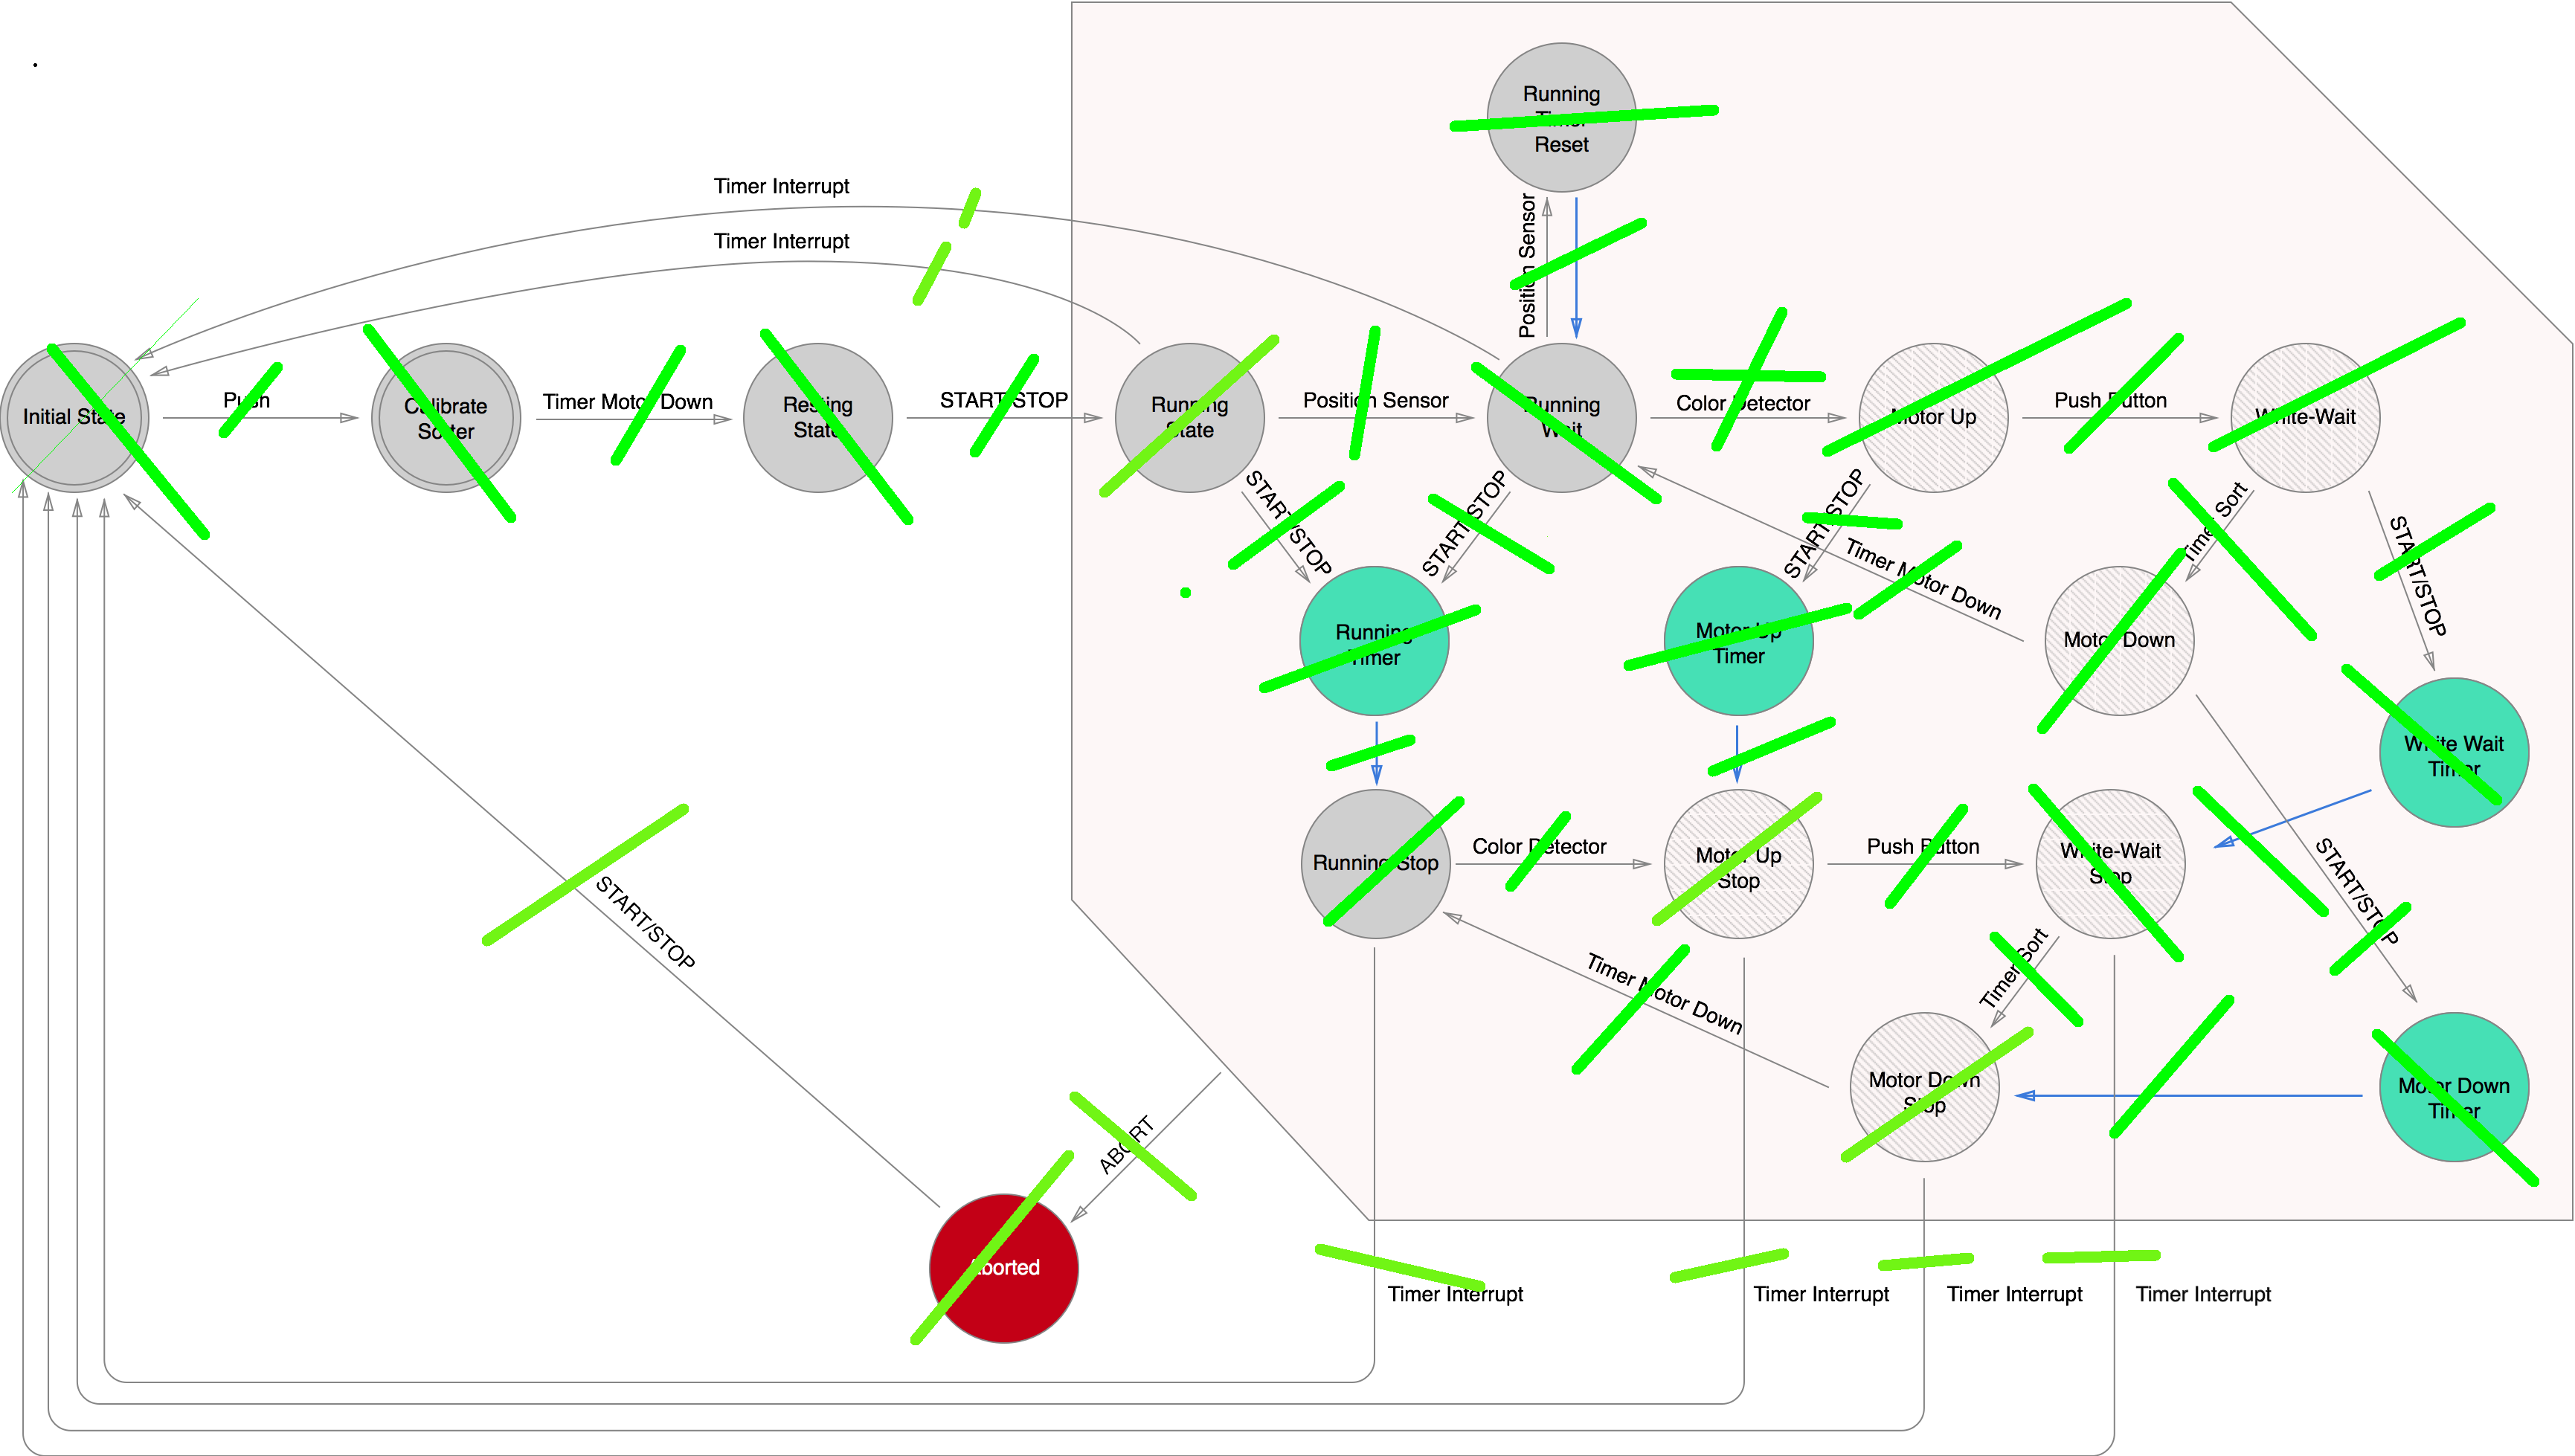 Running
Timer
Reset
Timer Interrupt
Timer Interrupt
Position Sensor
Initial State
Push
Calibrate
Sorter
Timer Motor Down
Resting
State
START/STOP
Running
State
Position Sensor
Running
Wait
Color Detector
Motor Up
Push Button
White-Wait
START/STOP
START/STOP
START/STOP
Timer Motor Down
Timer Sort
START/STOP
Running
Timer
Motor Up
Timer
Motor Down
White Wait
Timer
Running Stop
Color Detector
Motor Up
Stop
Push Button
White-Wait
Stop
START/STOP
START/STOP
Timer Motor Down
Timer Sort
Motor Down
Stop
Motor Down
Timer
ABORT
Aborted
Timer Interrupt
Timer Interrupt
Timer Interrupt
Timer Interrupt